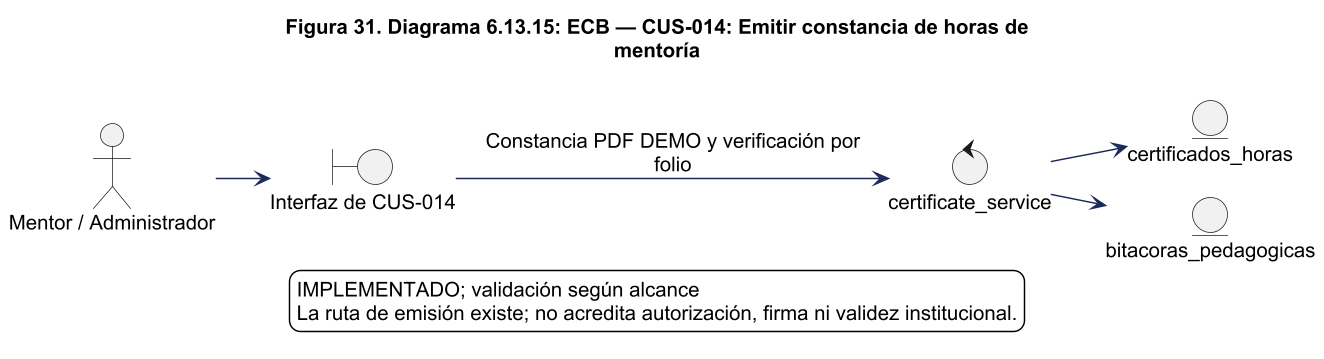 Figura 31. Diagrama 6.13.15: ECB — CUS-014: Emitir constancia de horas de
mentoría
Constancia PDF DEMO y verificación por
folio
Mentor / Administrador
Interfaz de CUS-014
certificate_service
certificados_horas
bitacoras_pedagogicas
IMPLEMENTADO; validación según alcance
La ruta de emisión existe; no acredita autorización, firma ni validez institucional.